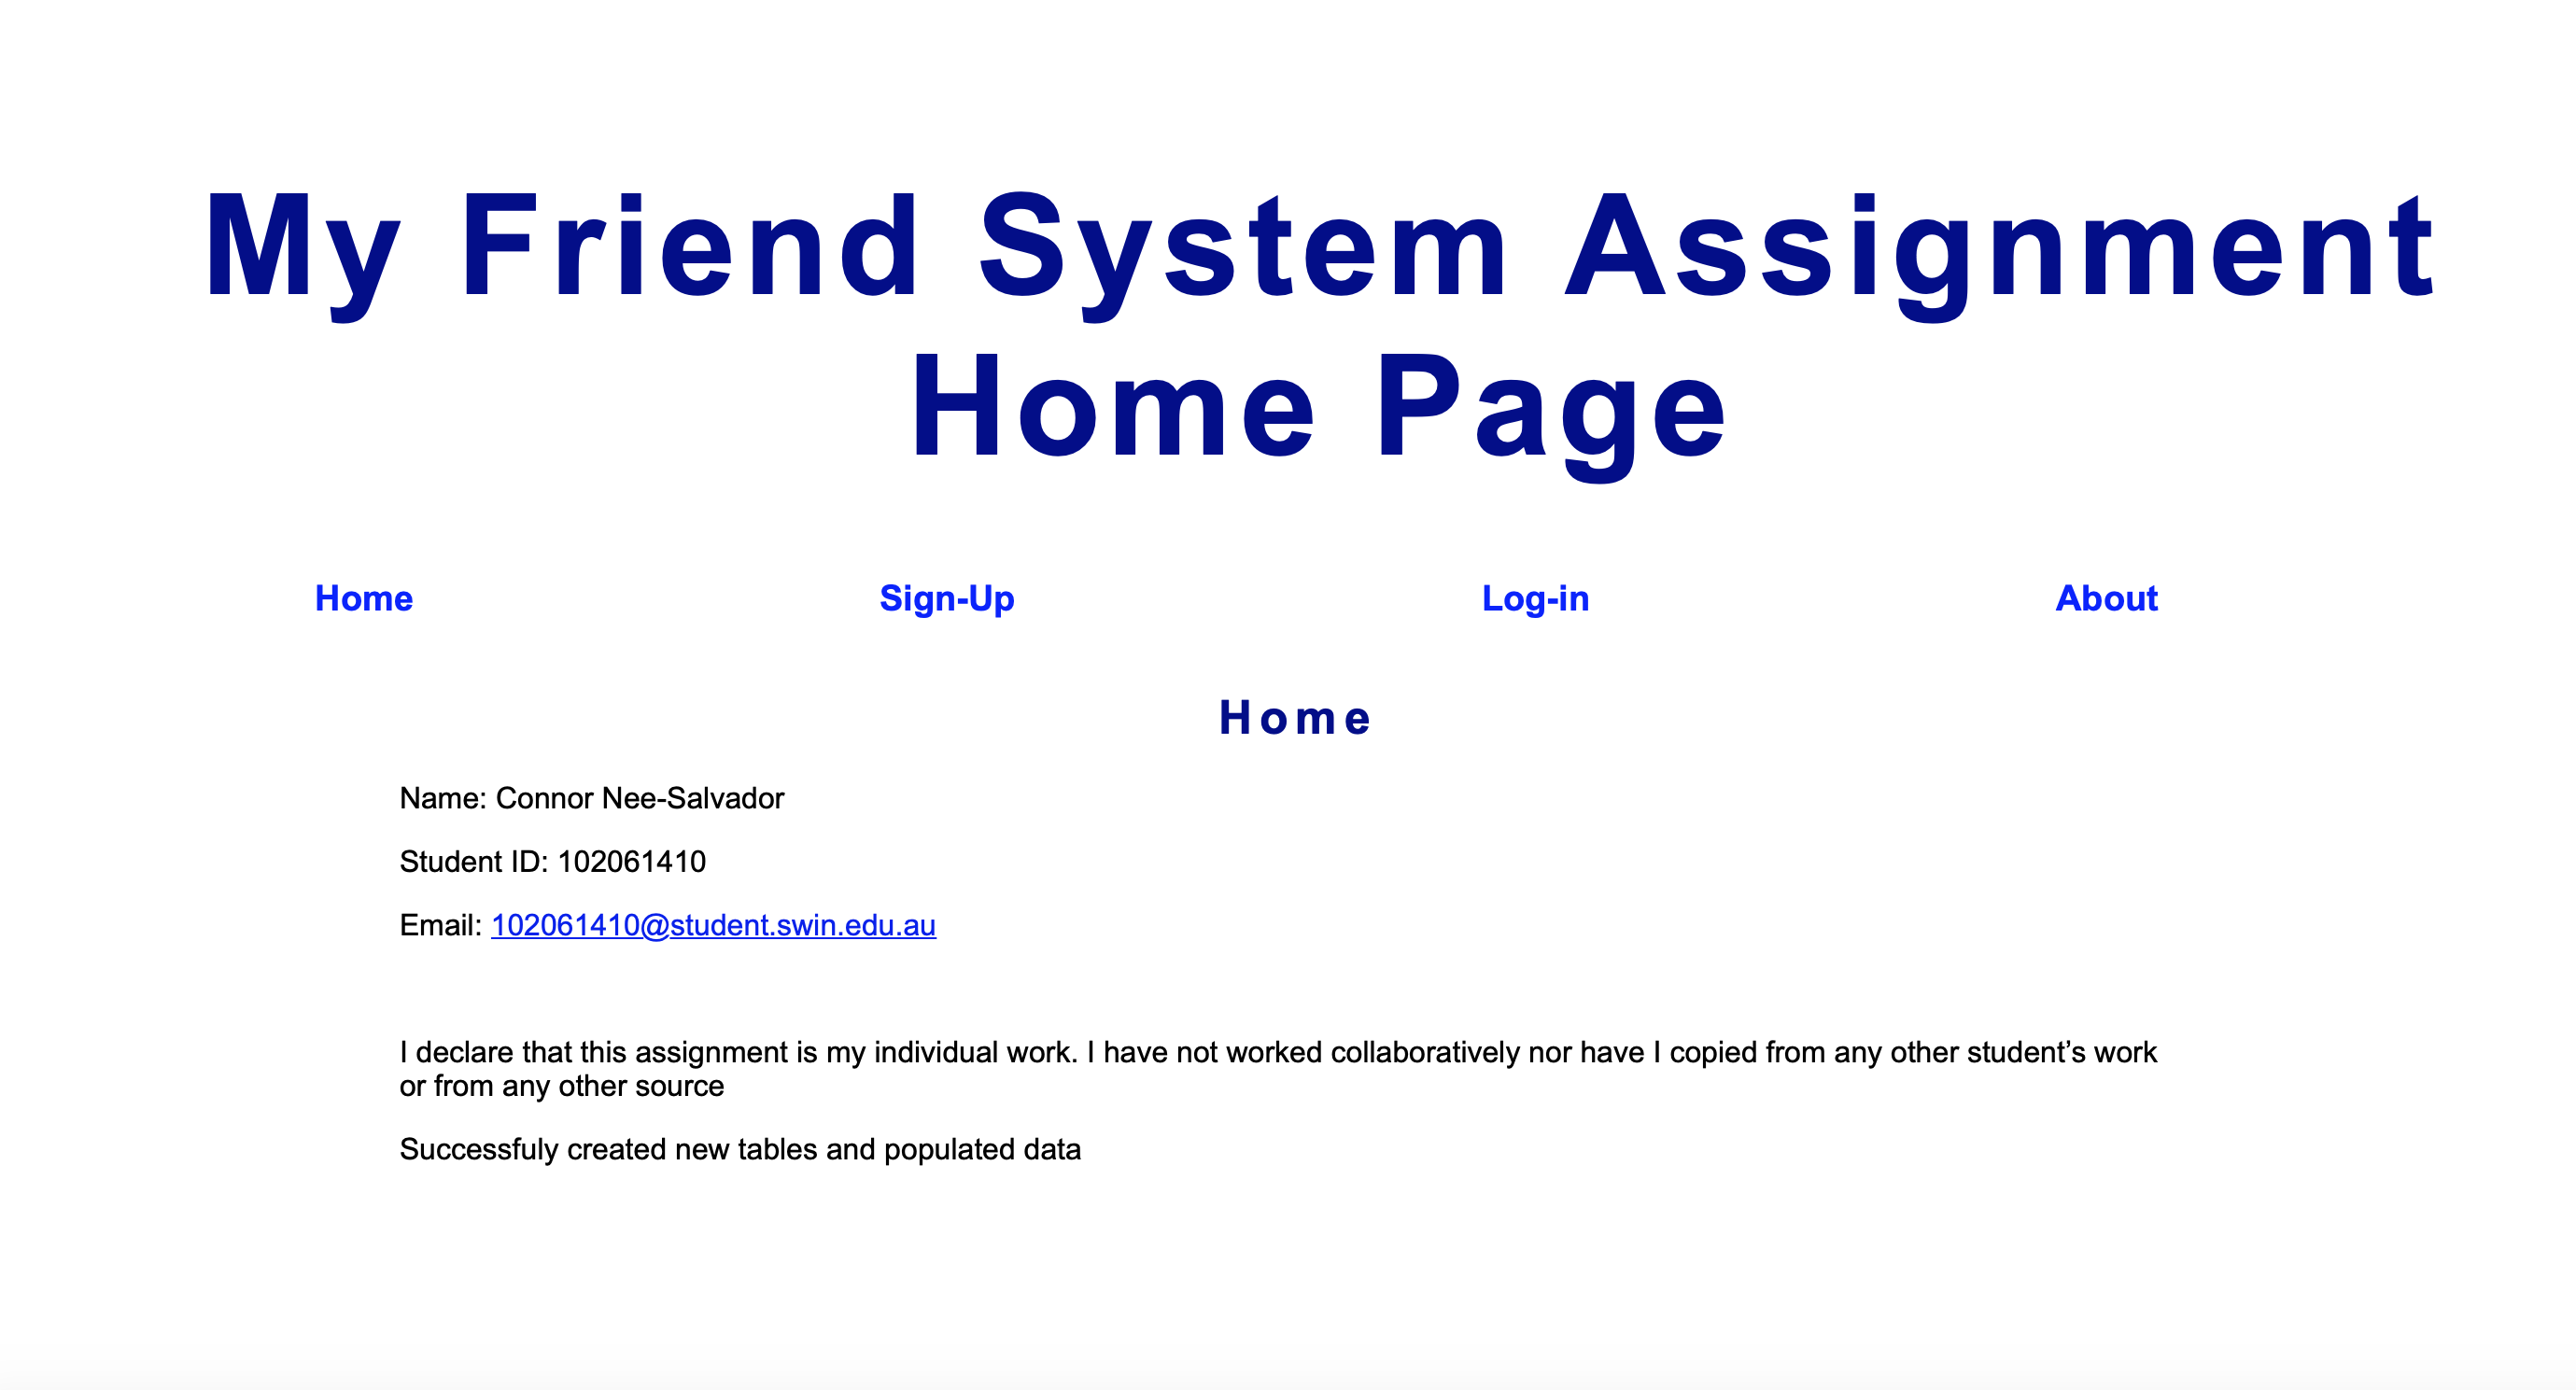 My Friend System Assignment
Home Page
Home Sign-Up Log-in About
Home
Name: Connor Nee-Salvador
Student ID: 102061410
Email: 102061410@student.swin.edu.au
I declare that this assignment is my individual work. I have not worked collaboratively nor have I copied from any other student’s work
or from any other source
Successfuly created new tables and populated data